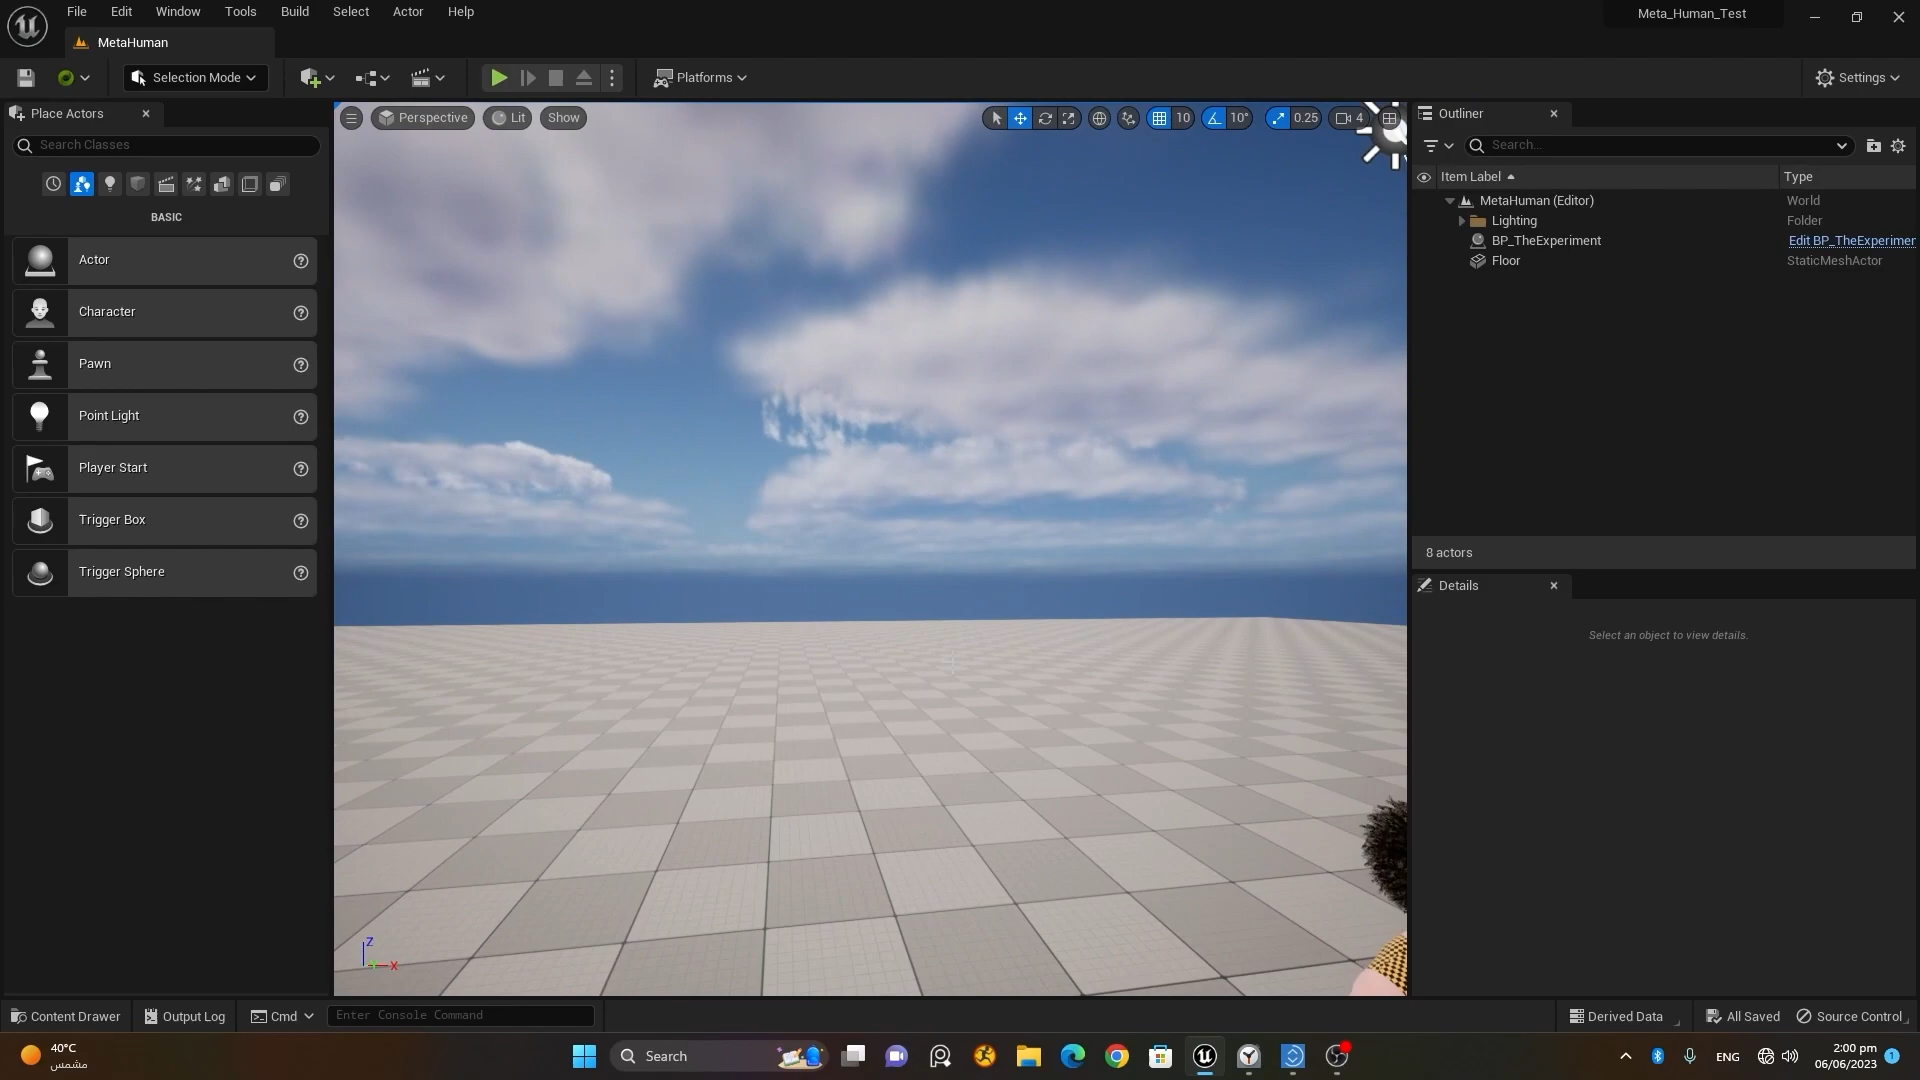 File Edit Window Tools Build Select Actor Help
Meta_Human_Test
MetaHuman
Selection Mode
Platforms
Settings
Place Actors
Search Classes
BASIC
Actor
Character
Pawn
Point Light
Player Start
Trigger Box
Trigger Sphere
Perspective Lit Show
10 10° 0.25 4
Z
X
Outliner
Search...
Item Label Type
MetaHuman (Editor) World
Lighting Folder
BP_TheExperiment Edit BP_TheExperimen
Floor StaticMeshActor
8 actors
Details
Select an object to view details.
Content Drawer Output Log Cmd Enter Console Command Derived Data All Saved Source Control
40°C
مشمس
Search
ENG
2:00 pm
06/06/2023
1